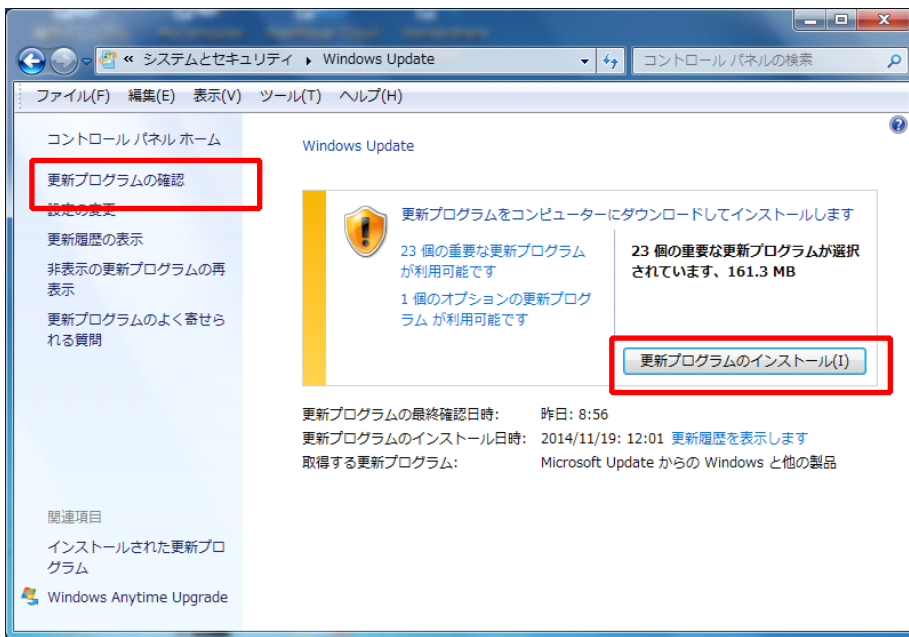 « システムとセキュリティ ▸ Windows Update
コントロール パネルの検索
ファイル(F) 編集(E) 表示(V) ツール(T) ヘルプ(H)
コントロール パネル ホーム
更新プログラムの確認
設定の変更
更新履歴の表示
非表示の更新プログラムの再
表示
更新プログラムのよく寄せら
れる質問
関連項目
インストールされた更新プロ
グラム
Windows Anytime Upgrade
Windows Update
更新プログラムをコンピューターにダウンロードしてインストールします
23 個の重要な更新プログラム
が利用可能です
1 個のオプションの更新プログ
ラム が利用可能です
23 個の重要な更新プログラムが選択
されています、161.3 MB
更新プログラムのインストール(I)
更新プログラムの最終確認日時: 昨日: 8:56
更新プログラムのインストール日時: 2014/11/19: 12:01 更新履歴を表示します
取得する更新プログラム: Microsoft Update からの Windows と他の製品